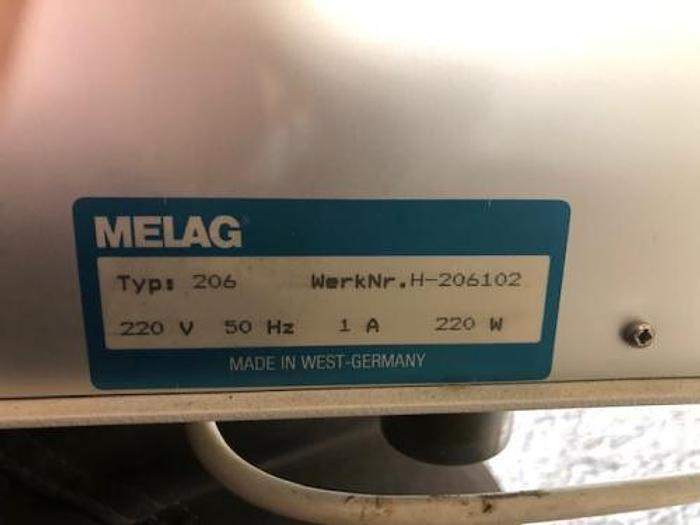 MELAG
Typ: 206 WerkNr.H-206102
220 V 50 Hz 1 A 220 W
MADE IN WEST-GERMANY